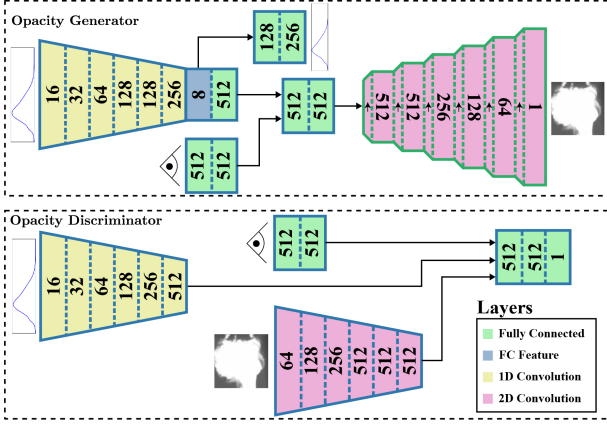 Opacity Generator
16 32 64 128 128 256 8 512
128 256
512 512
512 512
512 512 256 128 64 1
Opacity Discriminator
16 32 64 128 256 512
512 512
64 128 256 512 512 512
512 512 1
Layers
Fully Connected
FC Feature
1D Convolution
2D Convolution